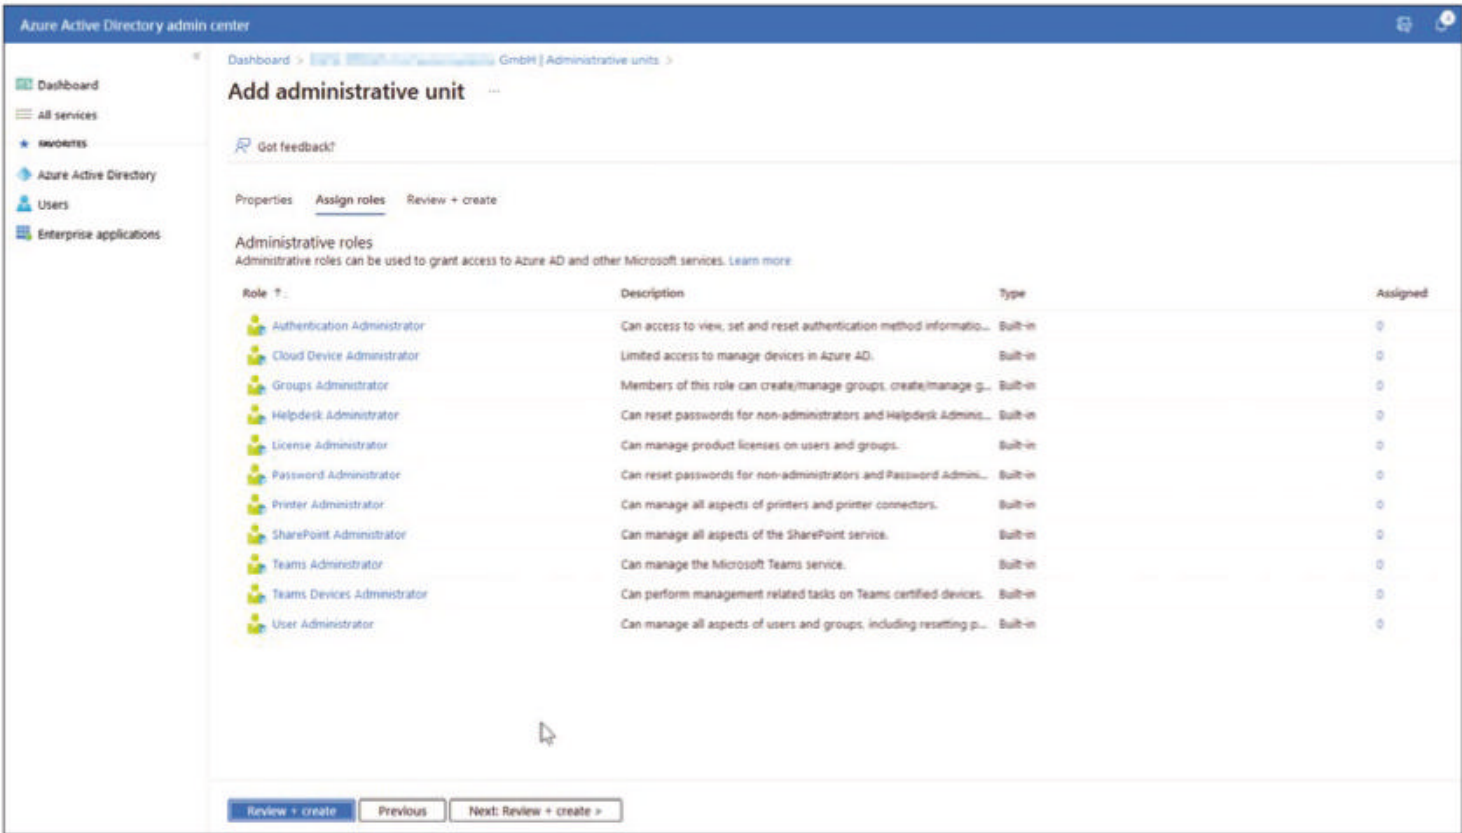 Azure Active Directory admin center
Dashboard
All services
FAVORITES
Azure Active Directory
Users
Enterprise applications
Dashboard > GmbH | Administrative units >
Add administrative unit ...
Got feedback?
Properties Assign roles Review + create
Administrative roles
Administrative roles can be used to grant access to Azure AD and other Microsoft services. Learn more
Role ↑↓ Description Type Assigned
Authentication Administrator Can access to view, set and reset authentication method informatio... Built-in 0
Cloud Device Administrator Limited access to manage devices in Azure AD. Built-in 0
Groups Administrator Members of this role can create/manage groups, create/manage g... Built-in 0
Helpdesk Administrator Can reset passwords for non-administrators and Helpdesk Adminis... Built-in 0
License Administrator Can manage product licenses on users and groups. Built-in 0
Password Administrator Can reset passwords for non-administrators and Password Admini... Built-in 0
Printer Administrator Can manage all aspects of printers and printer connectors. Built-in 0
SharePoint Administrator Can manage all aspects of the SharePoint service. Built-in 0
Teams Administrator Can manage the Microsoft Teams service. Built-in 0
Teams Devices Administrator Can perform management related tasks on Teams certified devices. Built-in 0
User Administrator Can manage all aspects of users and groups, including resetting p... Built-in 0
Review + create Previous Next: Review + create >